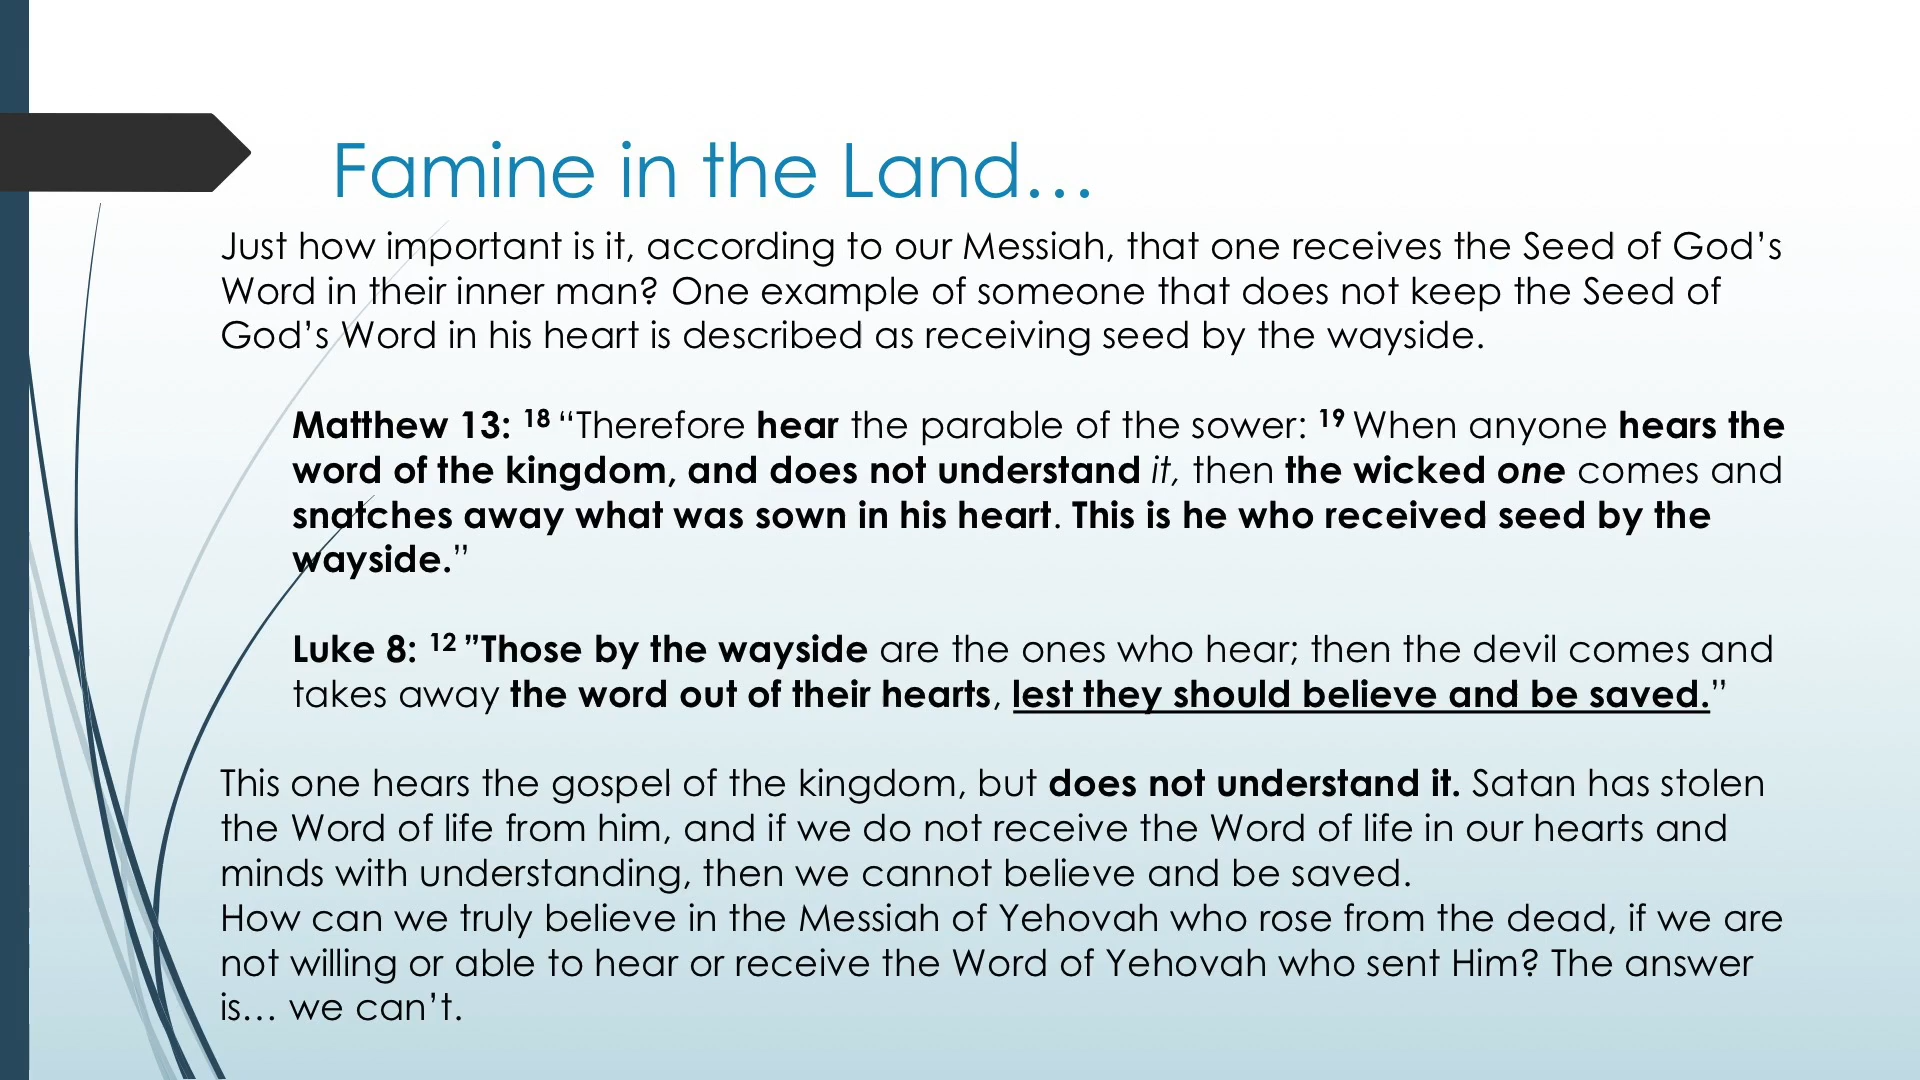 Famine in the Land…
Just how important is it, according to our Messiah, that one receives the Seed of God’s
Word in their inner man? One example of someone that does not keep the Seed of
God’s Word in his heart is described as receiving seed by the wayside.
Matthew 13: 18 “Therefore hear the parable of the sower: 19 When anyone hears the
word of the kingdom, and does not understand it, then the wicked one comes and
snatches away what was sown in his heart. This is he who received seed by the
wayside.”
Luke 8: 12 ”Those by the wayside are the ones who hear; then the devil comes and
takes away the word out of their hearts, lest they should believe and be saved.”
This one hears the gospel of the kingdom, but does not understand it. Satan has stolen
the Word of life from him, and if we do not receive the Word of life in our hearts and
minds with understanding, then we cannot believe and be saved.
How can we truly believe in the Messiah of Yehovah who rose from the dead, if we are
not willing or able to hear or receive the Word of Yehovah who sent Him? The answer
is… we can’t.